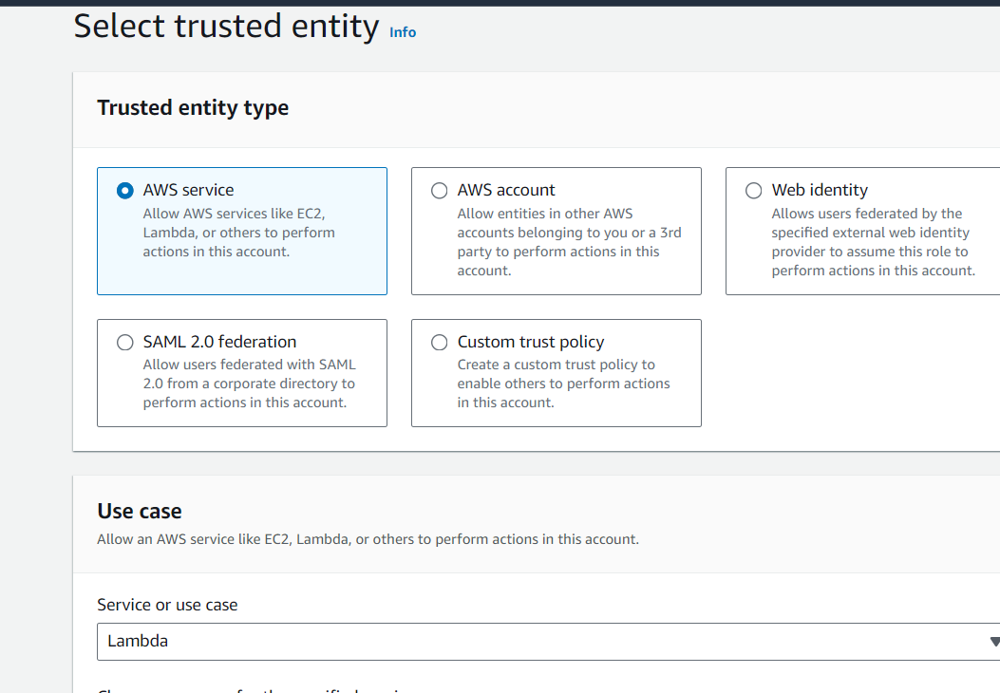 Select trusted entity Info
Trusted entity type
AWS service
Allow AWS services like EC2,
Lambda, or others to perform
actions in this account.
AWS account
Allow entities in other AWS
accounts belonging to you or a 3rd
party to perform actions in this
account.
Web identity
Allows users federated by the
specified external web identity
provider to assume this role to
perform actions in this account.
SAML 2.0 federation
Allow users federated with SAML
2.0 from a corporate directory to
perform actions in this account.
Custom trust policy
Create a custom trust policy to
enable others to perform actions
in this account.
Use case
Allow an AWS service like EC2, Lambda, or others to perform actions in this account.
Service or use case
Lambda